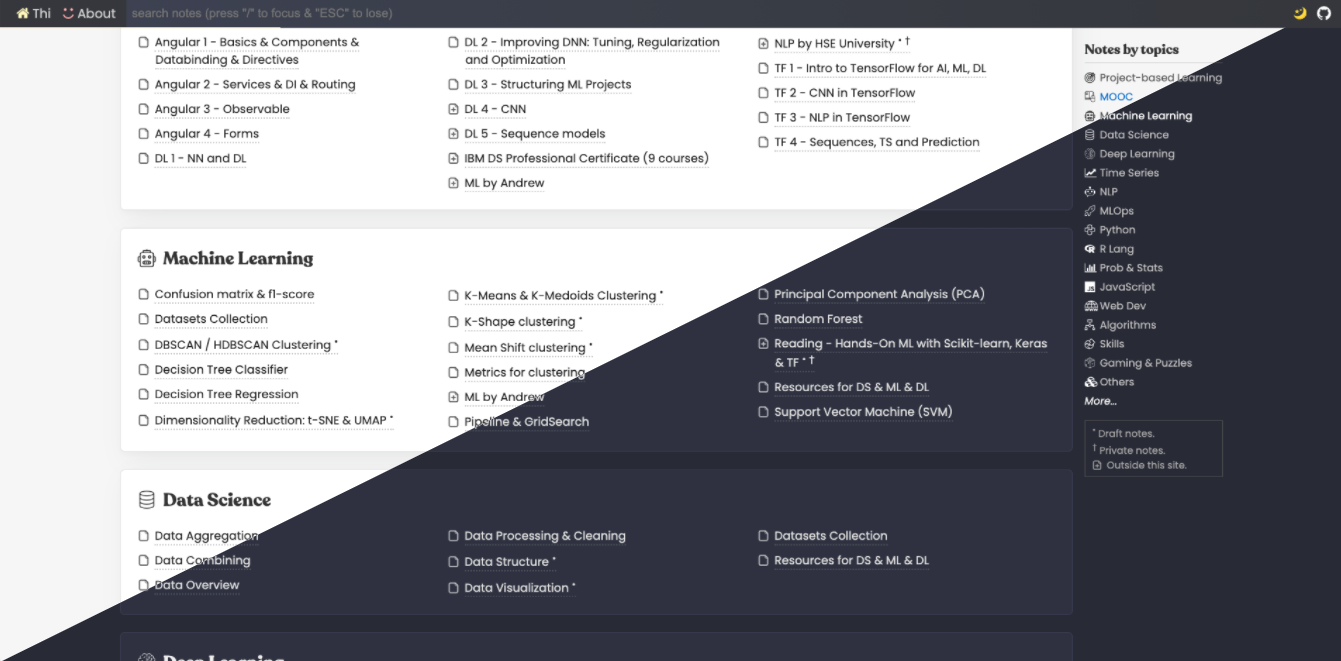 Thi
About
search notes (press "/" to focus & "ESC" to lose)
Angular 1 - Basics & Components &
Databinding & Directives
Angular 2 - Services & DI & Routing
Angular 3 - Observable
Angular 4 - Forms
DL 1 - NN and DL
DL 2 - Improving DNN: Tuning, Regularization
and Optimization
DL 3 - Structuring ML Projects
DL 4 - CNN
DL 5 - Sequence models
IBM DS Professional Certificate (9 courses)
ML by Andrew
NLP by HSE University * †
TF 1 - Intro to TensorFlow for AI, ML, DL
TF 2 - CNN in TensorFlow
TF 3 - NLP in TensorFlow
TF 4 - Sequences, TS and Prediction
Machine Learning
Confusion matrix & f1-score
Datasets Collection
DBSCAN / HDBSCAN Clustering *
Decision Tree Classifier
Decision Tree Regression
Dimensionality Reduction: t-SNE & UMAP *
K-Means & K-Medoids Clustering *
K-Shape clustering *
Mean Shift clustering *
Metrics for clustering
ML by Andrew
Pipeline & GridSearch
Principal Component Analysis (PCA)
Random Forest
Reading - Hands-On ML with Scikit-learn, Keras
& TF * †
Resources for DS & ML & DL
Support Vector Machine (SVM)
Data Science
Data Aggregation
Data Combining
Data Overview
Data Processing & Cleaning
Data Structure *
Data Visualization *
Datasets Collection
Resources for DS & ML & DL
Deep Learning
Notes by topics
Project-based Learning
MOOC
Machine Learning
Data Science
Deep Learning
Time Series
NLP
MLOps
Python
R Lang
Prob & Stats
JavaScript
Web Dev
Algorithms
Skills
Gaming & Puzzles
Others
More...
* Draft notes.
† Private notes.
Outside this site.